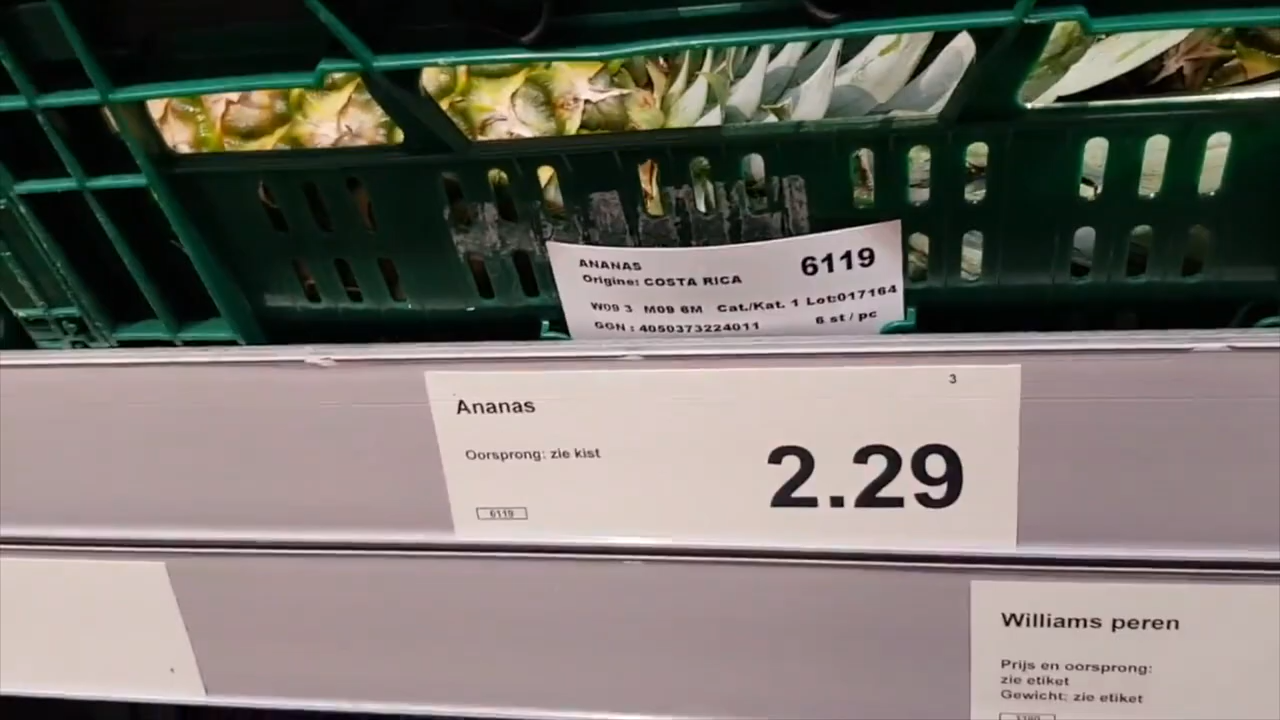 ANANAS 6119
Origine: COSTA RICA
W09 3 M09 6M Cat./Kat. 1 Lot:017164
GGN : 4050373224011 6 st / pc
3
Ananas
Oorsprong: zie kist
2.29
6119
Williams peren
Prijs en oorsprong:
zie etiket
Gewicht: zie etiket